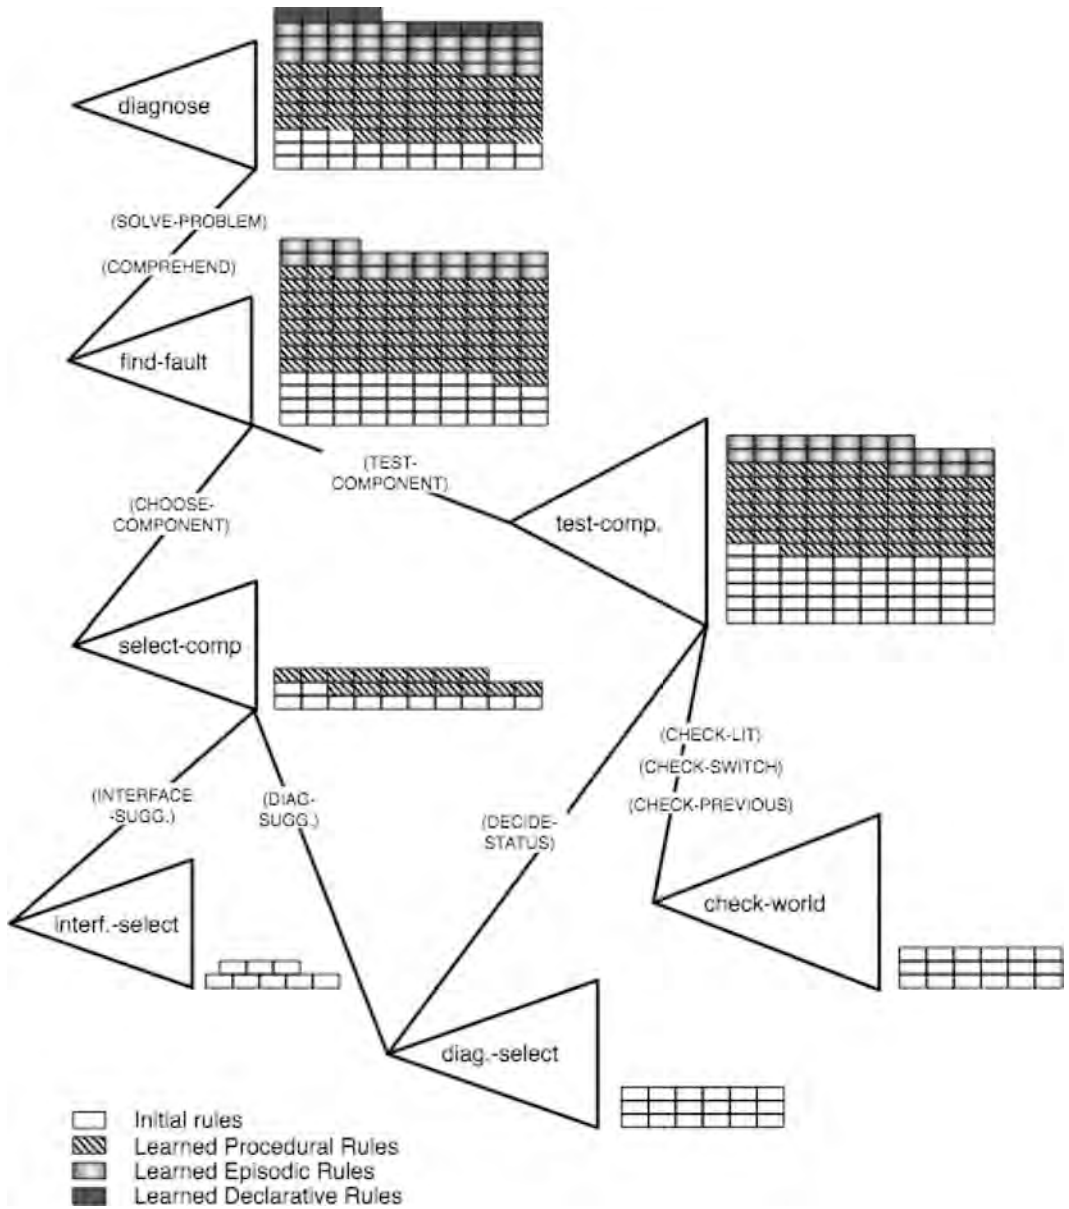 diagnose
(SOLVE-PROBLEM)
(COMPREHEND)
find-fault
(TEST-
COMPONENT)
(CHOOSE-
COMPONENT)
test-comp.
select-comp
(CHECK-LIT)
(CHECK-SWITCH)
(CHECK-PREVIOUS)
(INTERFACE
-SUGG.)
(DIAG-
SUGG.)
(DECIDE-
STATUS)
interf.-select
check-world
diag.-select
Initial rules
Learned Procedural Rules
Learned Episodic Rules
Learned Declarative Rules